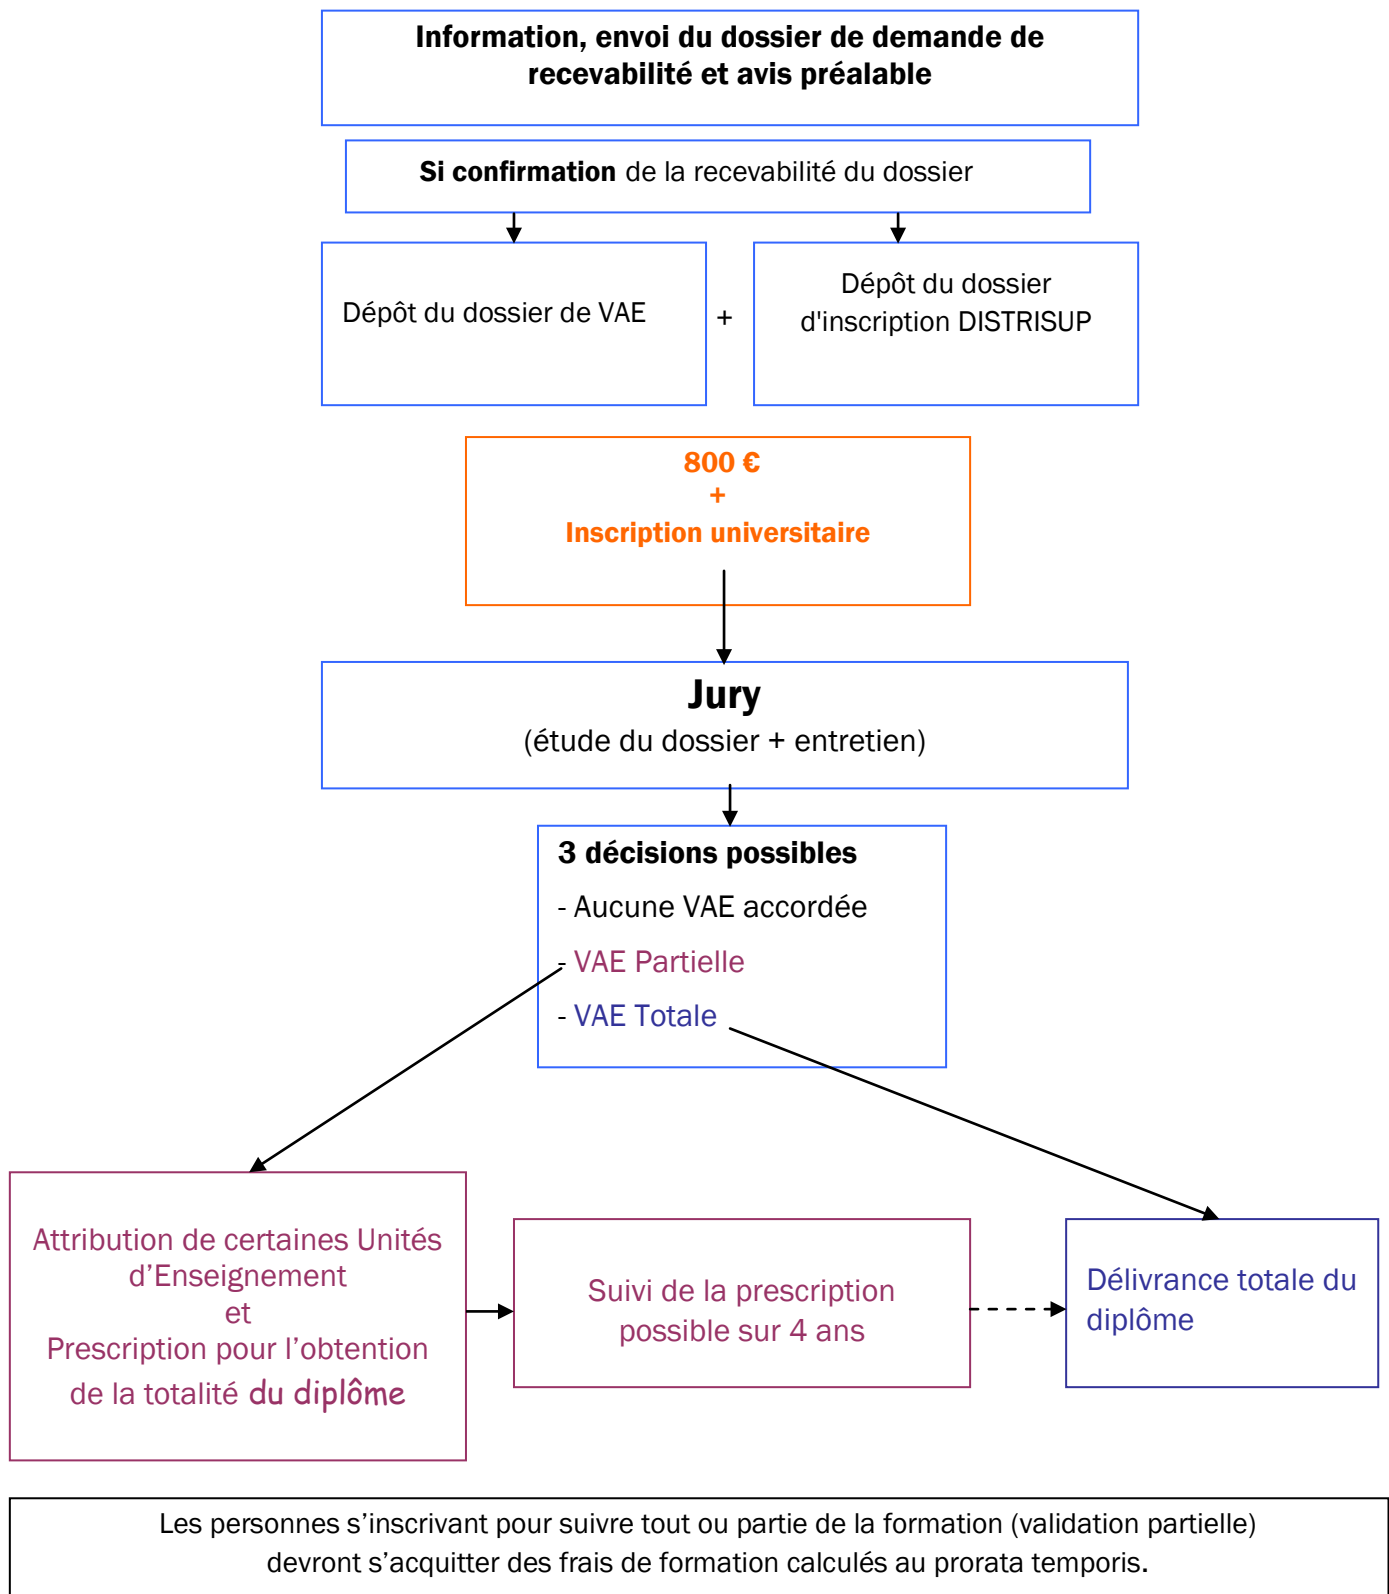 Information, envoi du dossier de demande de
recevabilité et avis préalable
Si confirmation de la recevabilité du dossier
Dépôt du dossier de VAE
+
Dépôt du dossier
d'inscription DISTRISUP
800 €
+
Inscription universitaire
Jury
(étude du dossier + entretien)
3 décisions possibles
- Aucune VAE accordée
- VAE Partielle
- VAE Totale
Attribution de certaines Unités
d’Enseignement
et
Prescription pour l’obtention
de la totalité du diplôme
Suivi de la prescription
possible sur 4 ans
Délivrance totale du
diplôme
Les personnes s’inscrivant pour suivre tout ou partie de la formation (validation partielle)
devront s’acquitter des frais de formation calculés au prorata temporis.